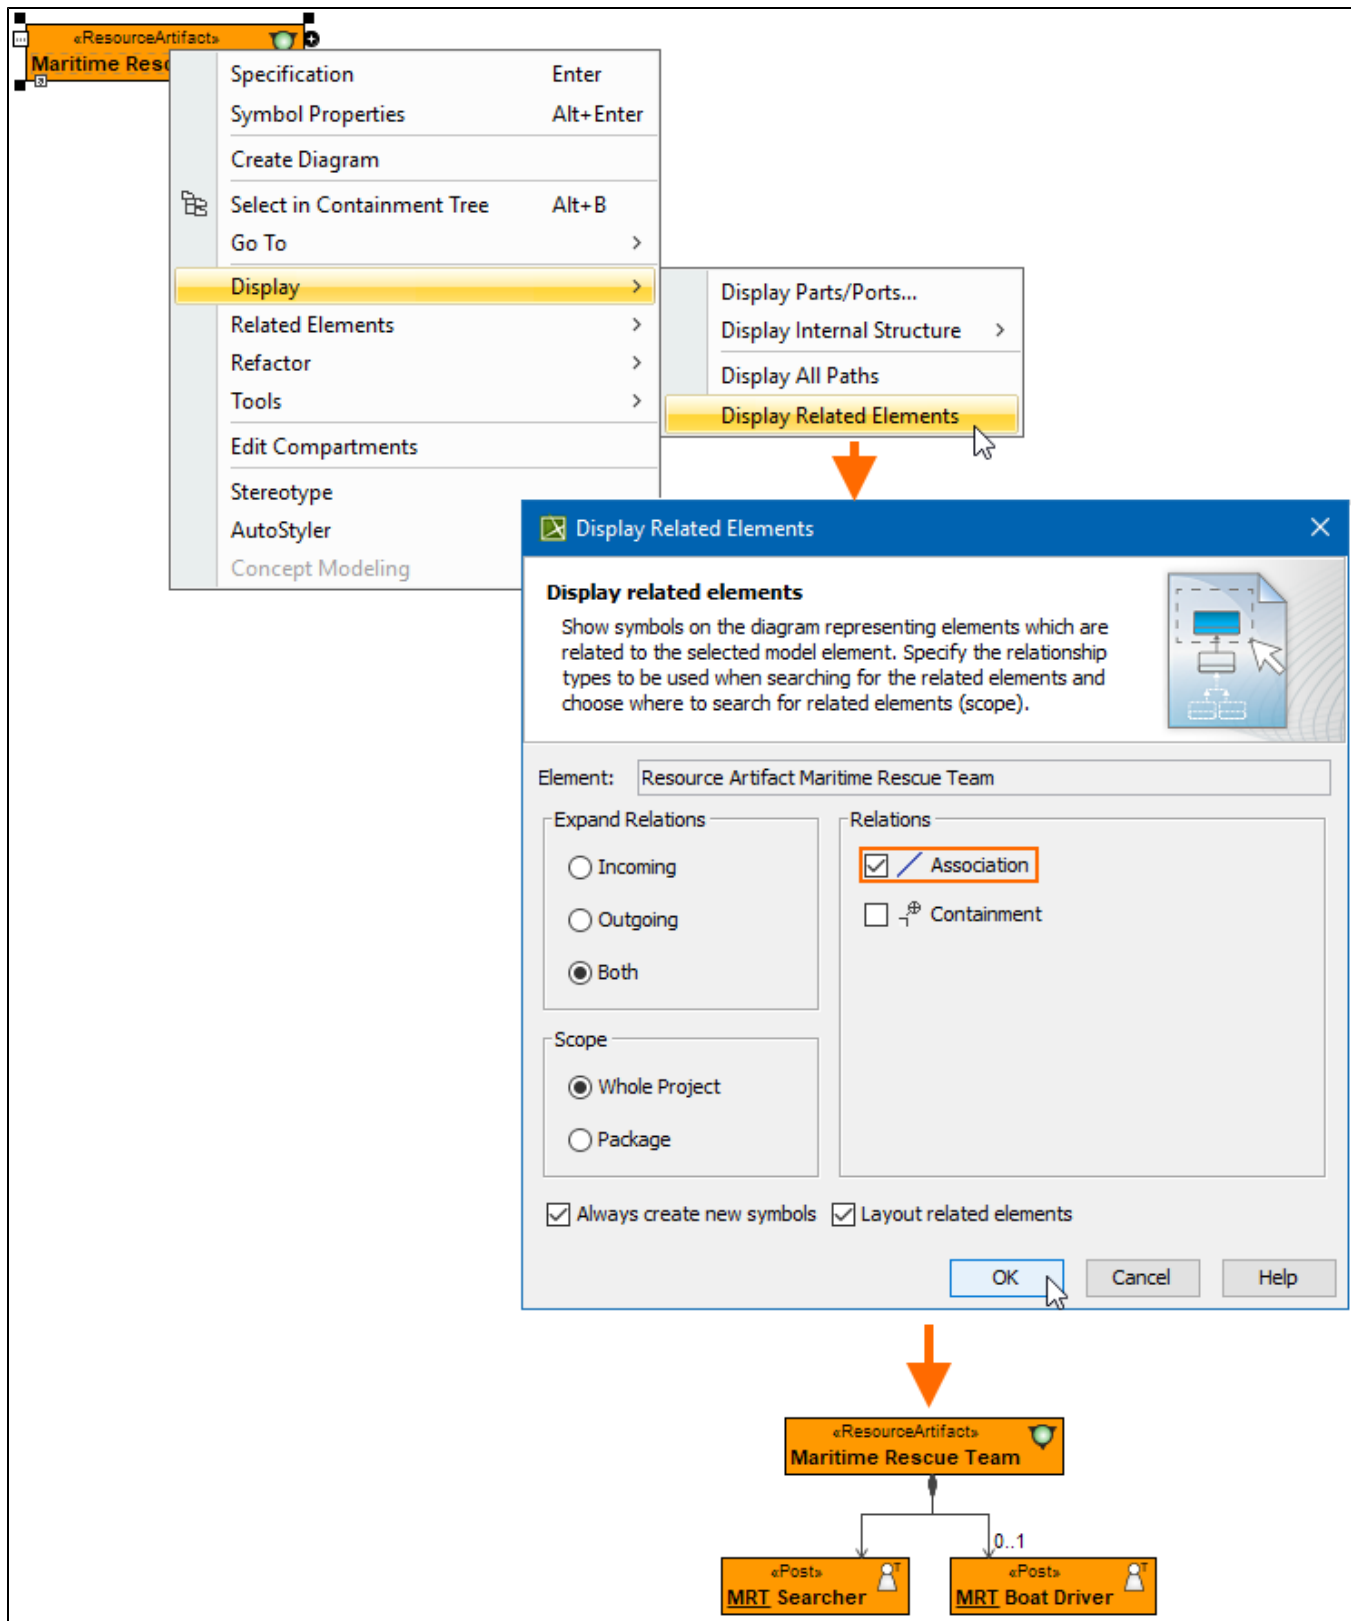 «ResourceArtifact»
Maritime Resc
Specification Enter
Symbol Properties Alt+Enter
Create Diagram
Select in Containment Tree Alt+B
Go To
Display
Related Elements
Refactor
Tools
Edit Compartments
Stereotype
AutoStyler
Concept Modeling
Display Parts/Ports...
Display Internal Structure
Display All Paths
Display Related Elements
Display Related Elements
Display related elements
Show symbols on the diagram representing elements which are
related to the selected model element. Specify the relationship
types to be used when searching for the related elements and
choose where to search for related elements (scope).
Element: Resource Artifact Maritime Rescue Team
Expand Relations
Incoming
Outgoing
Both
Relations
Association
Containment
Scope
Whole Project
Package
Always create new symbols Layout related elements
OK Cancel Help
«ResourceArtifact»
Maritime Rescue Team
0..1
«Post»
MRT Searcher
«Post»
MRT Boat Driver